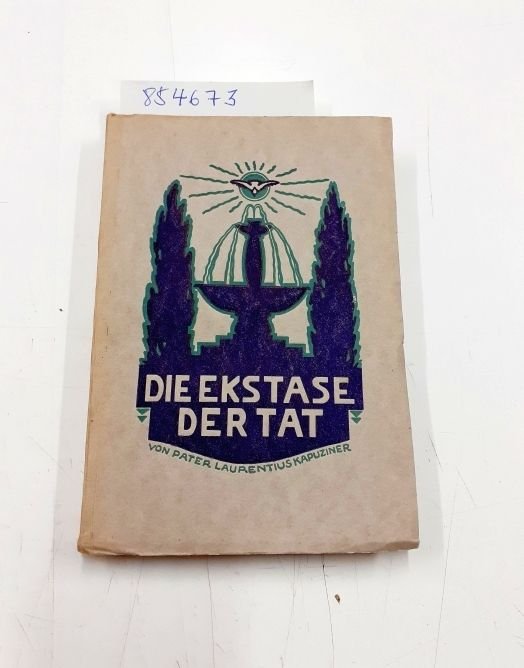 854673
DIE EKSTASE
DER TAT
VON PATER LAURENTIUS KAPUZINER